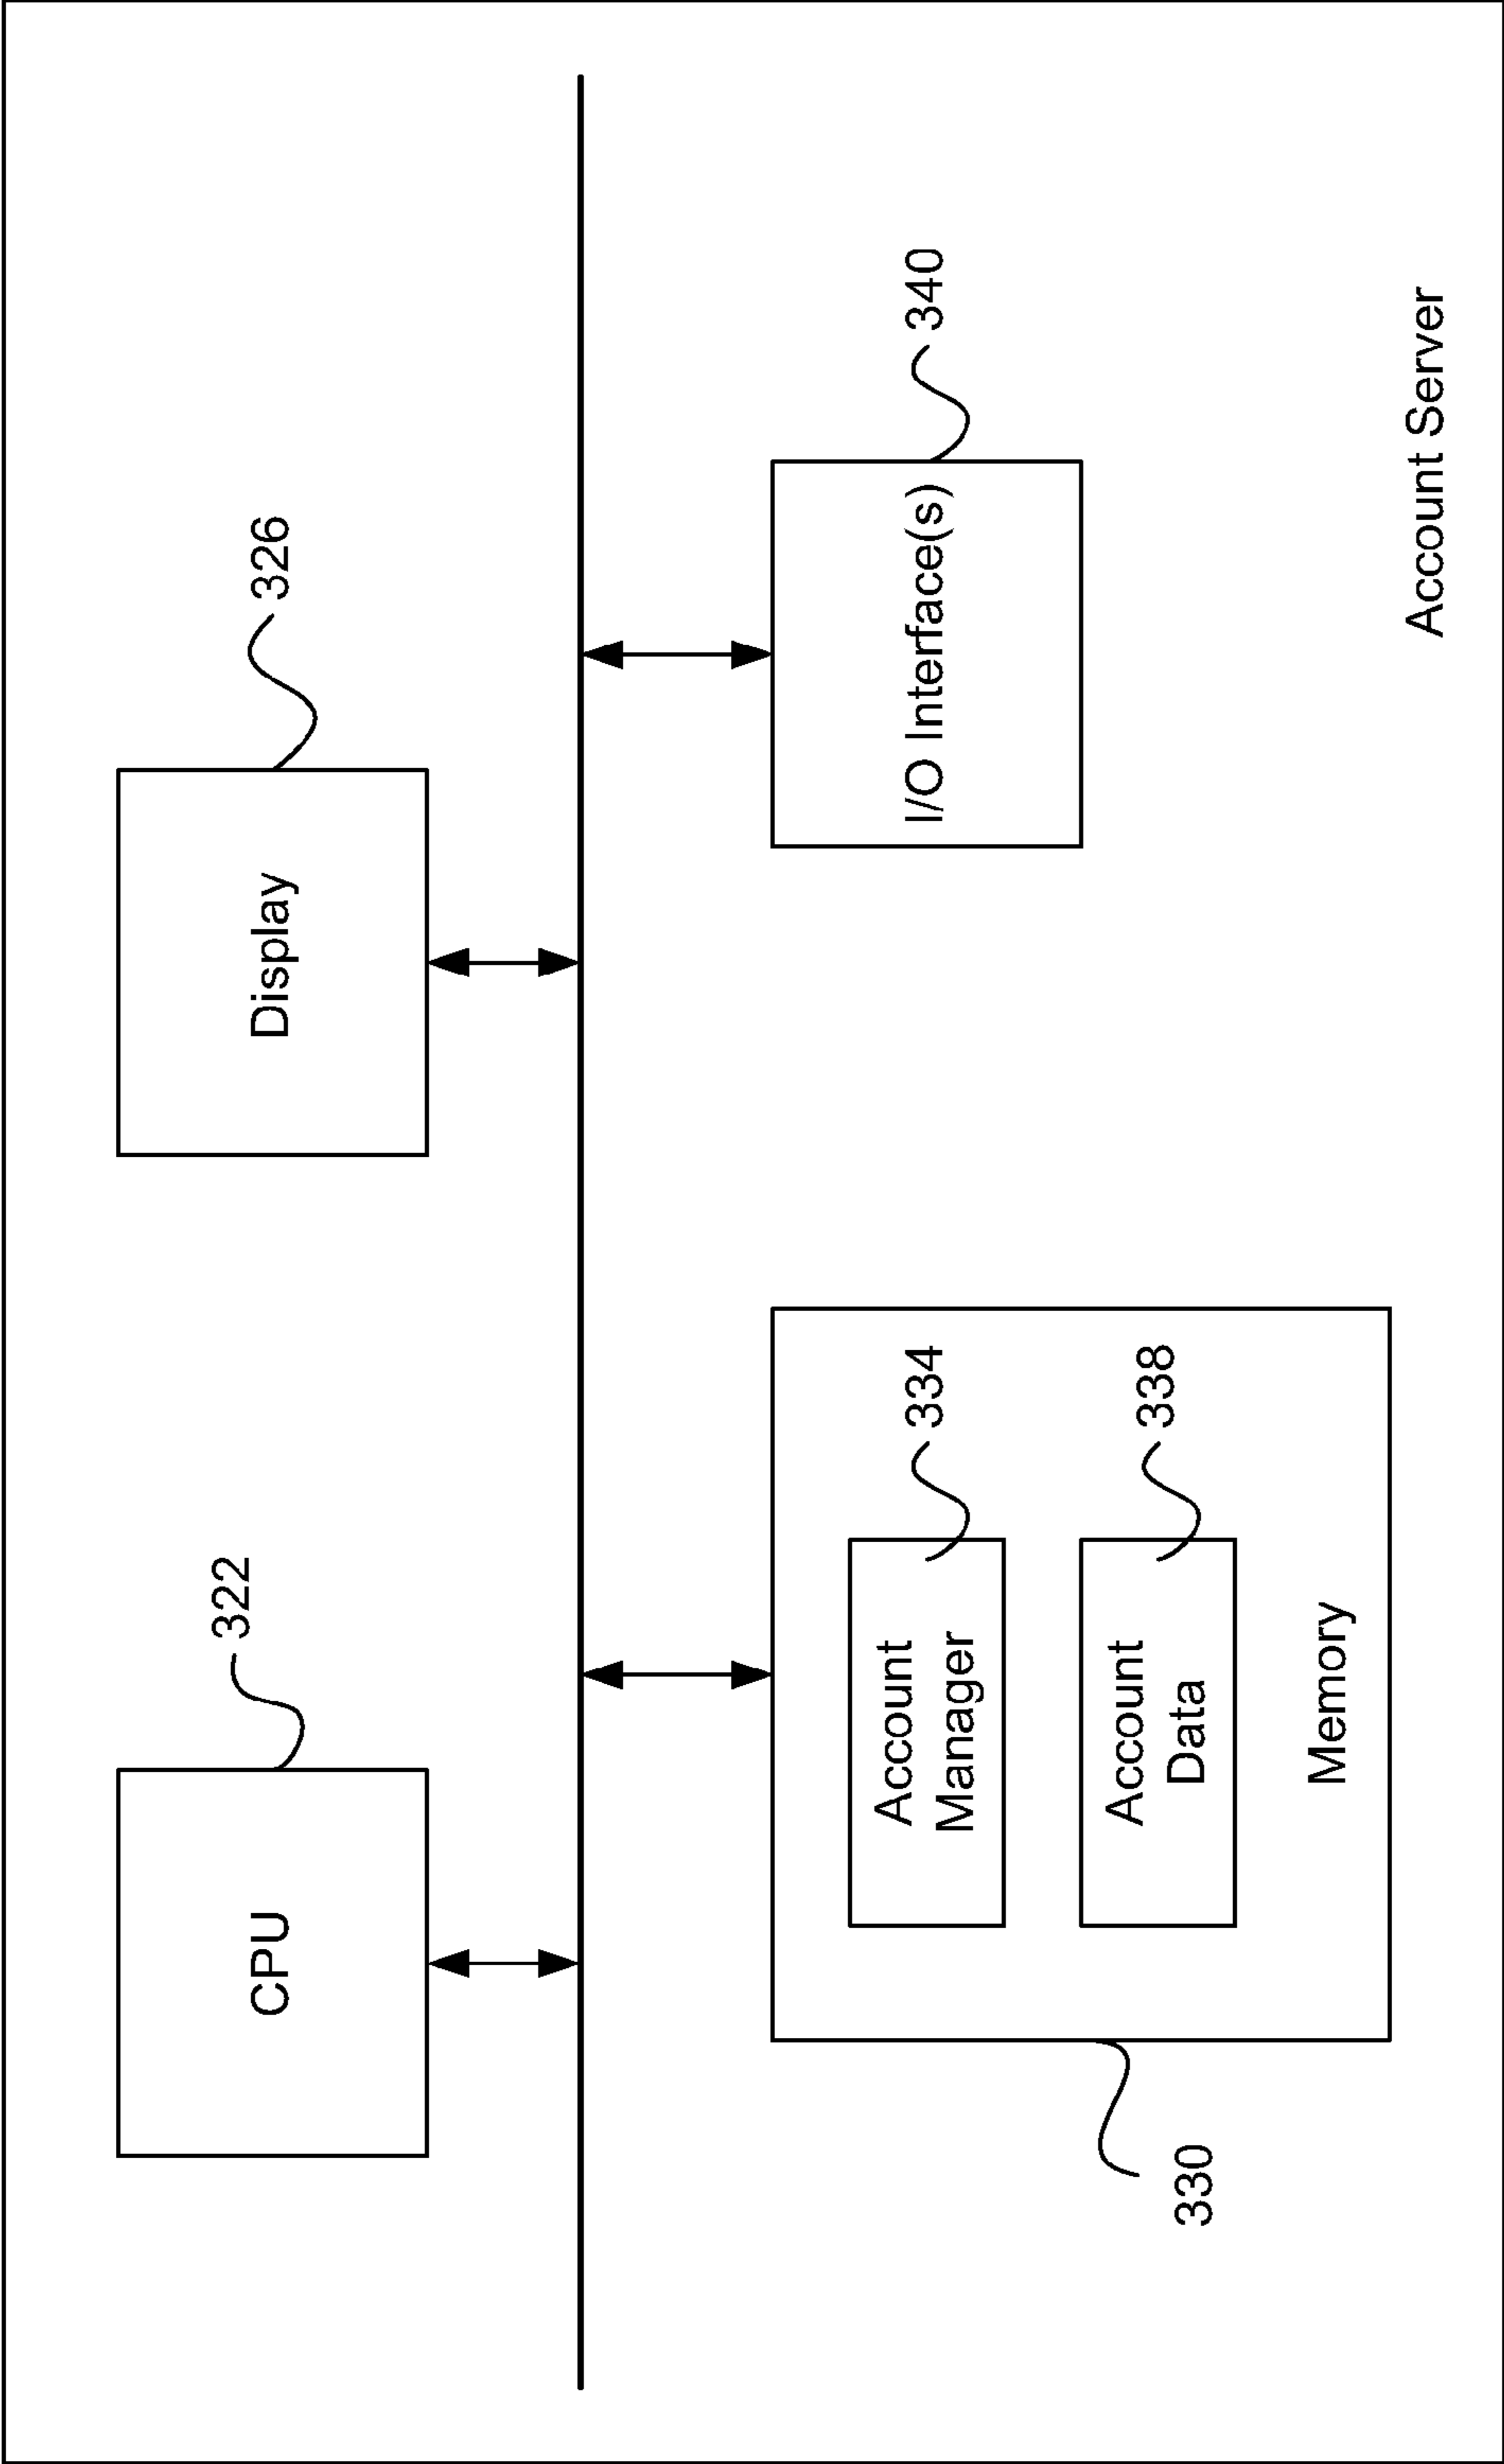 322
326
CPU
Display
334
340
Account
Manager
I/O Interface(s)
338
Account
Data
330
Memory
Account Server